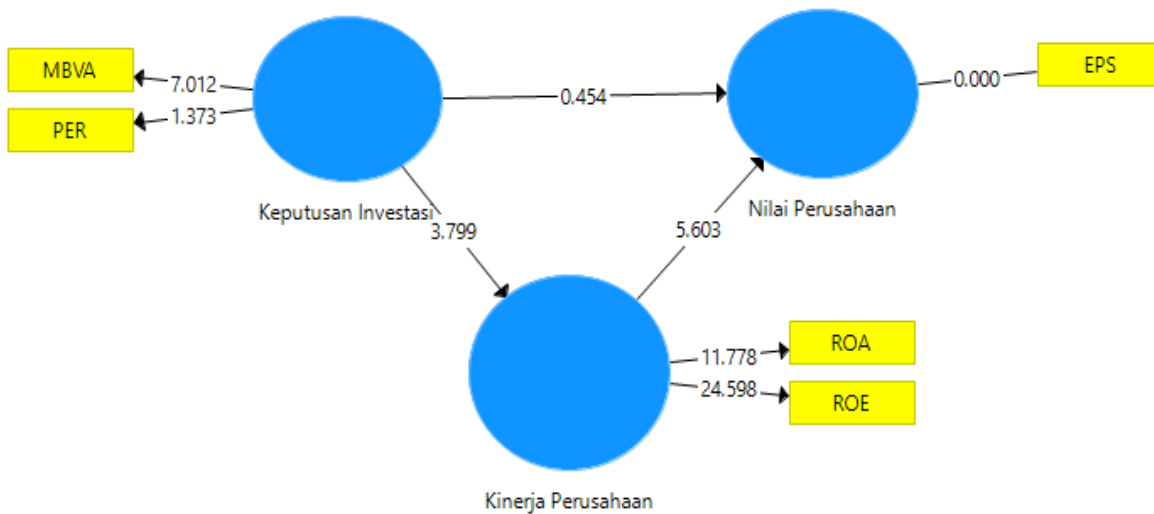 MBVA
PER
7.012
1.373
0.454
0.000
EPS
Keputusan Investasi
Nilai Perusahaan
3.799
5.603
11.778
24.598
ROA
ROE
Kinerja Perusahaan